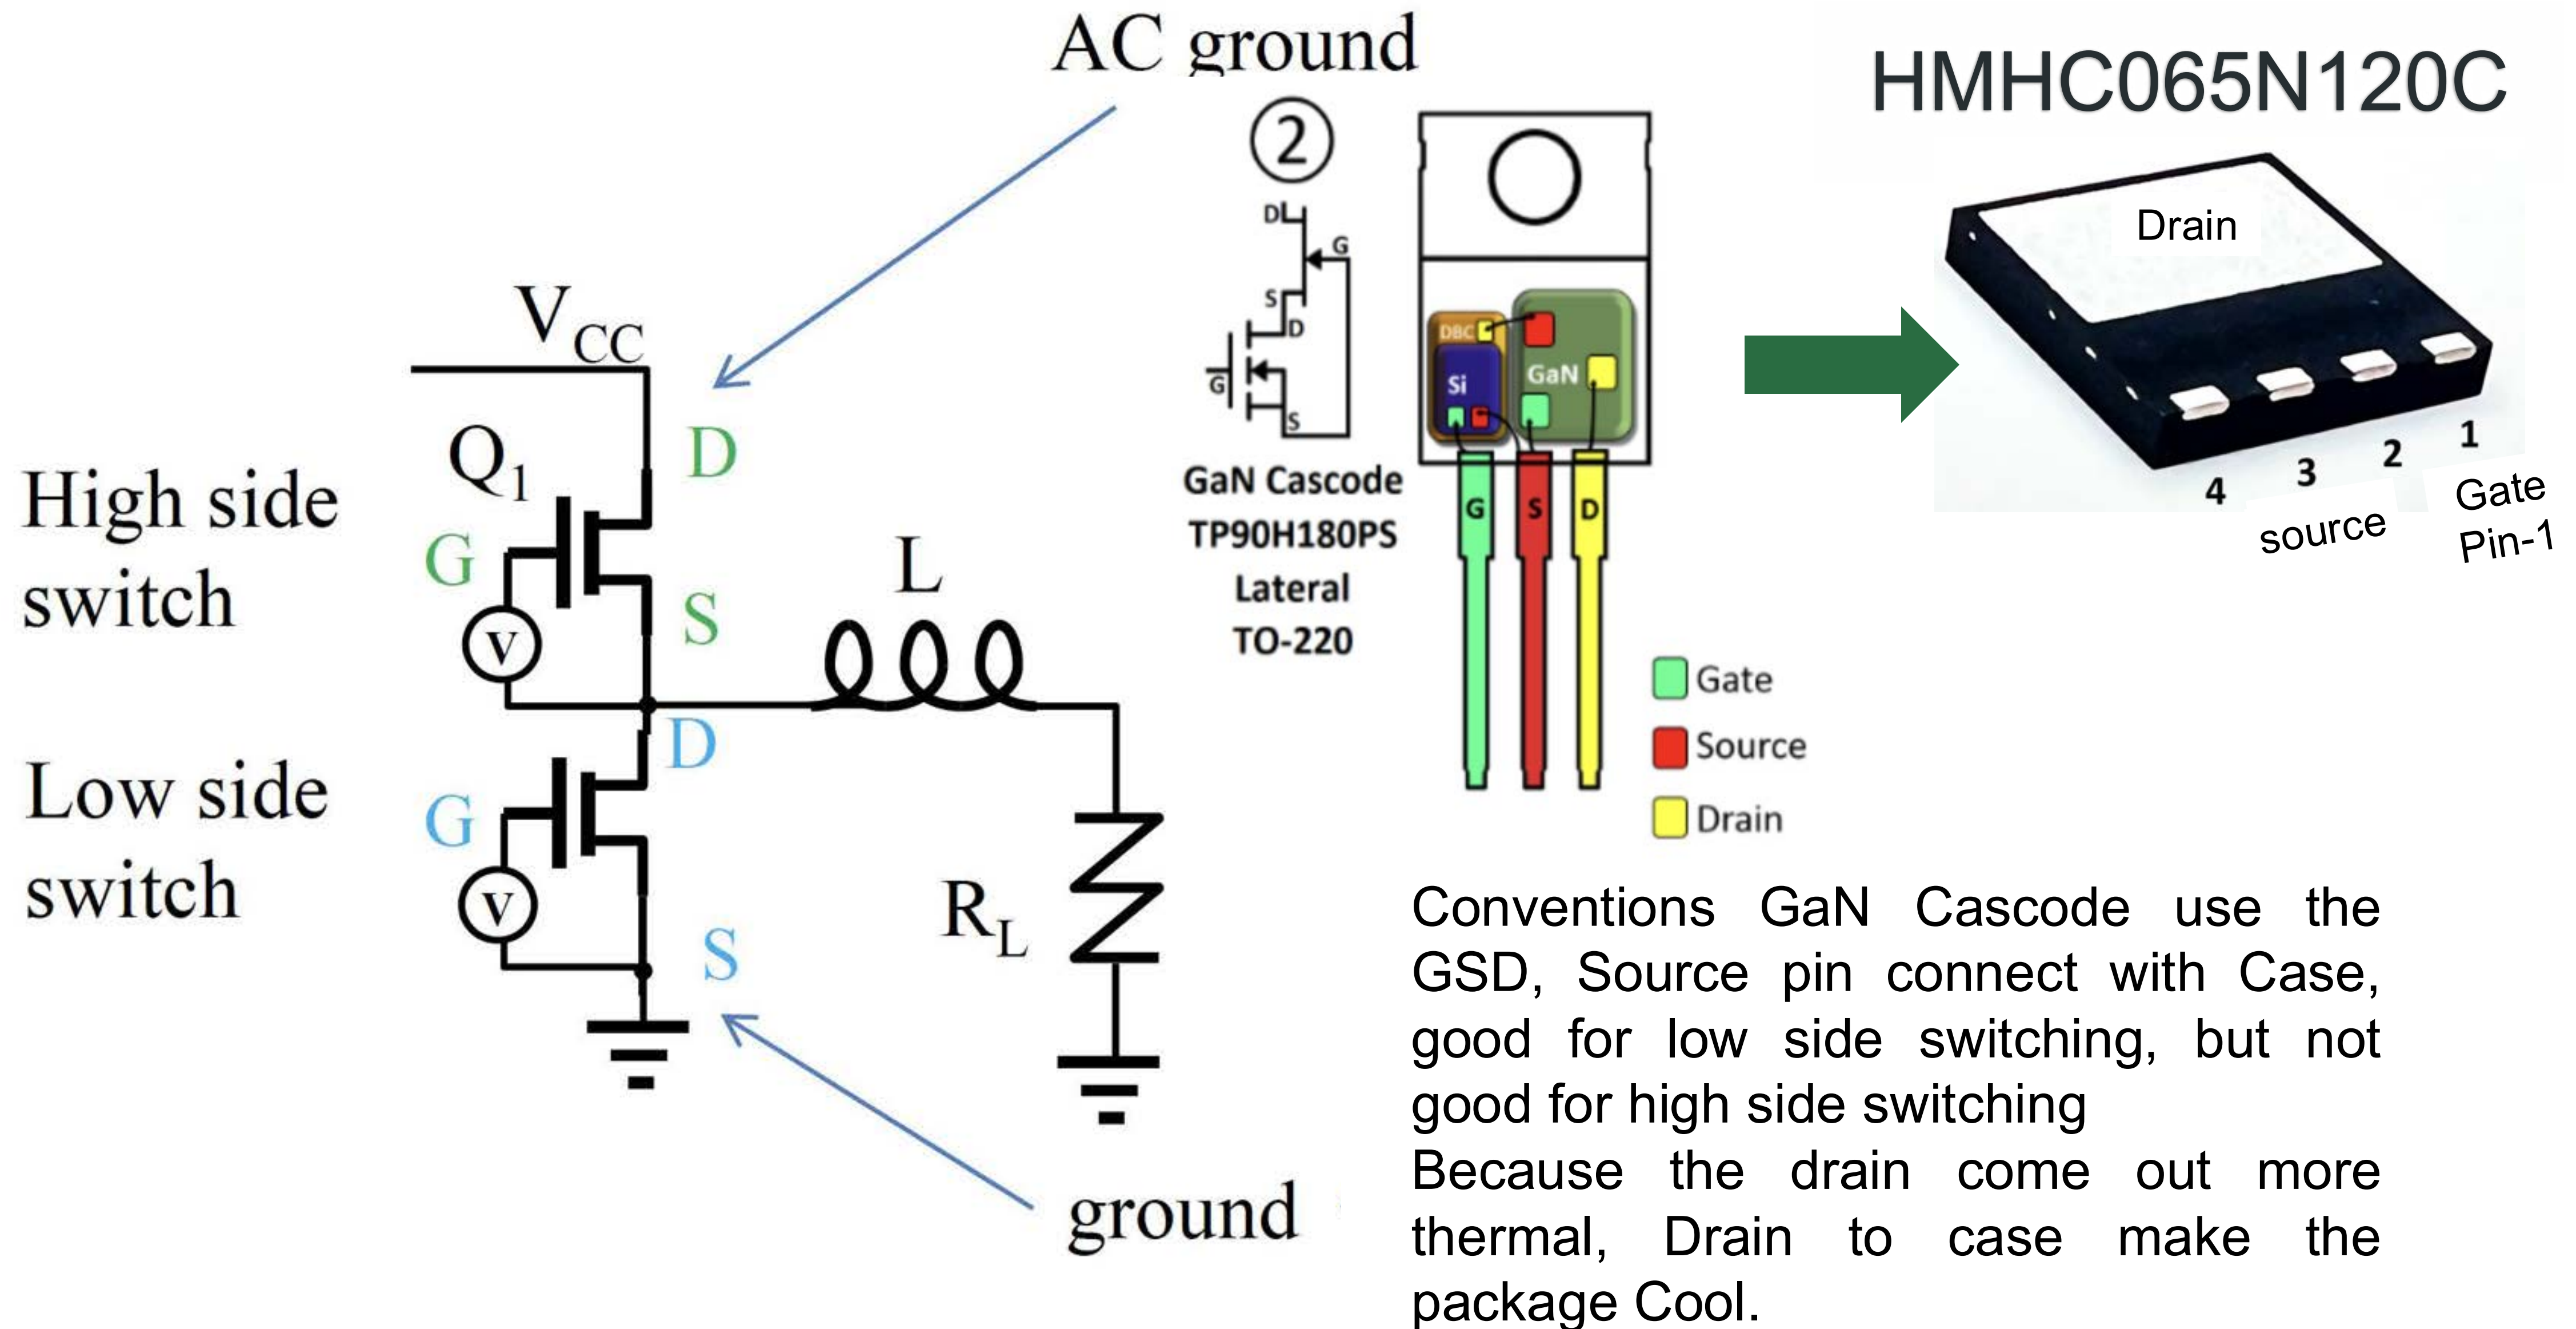 AC ground
HMHC065N120C
2
D
G
S
D
G
S
GaN Cascode
TP90H180PS
Lateral
TO-220
DBC
Si
GaN
G
S
D
Gate
Source
Drain
Drain
4
3
2
1
source
Gate
Pin-1
VCC
D
Q1
High side
switch
G
S
V
L
D
Low side
switch
G
V
S
RL
ground
Conventions GaN Cascode use the
GSD, Source pin connect with Case,
good for low side switching, but not
good for high side switching
Because the drain come out more
thermal, Drain to case make the
package Cool.